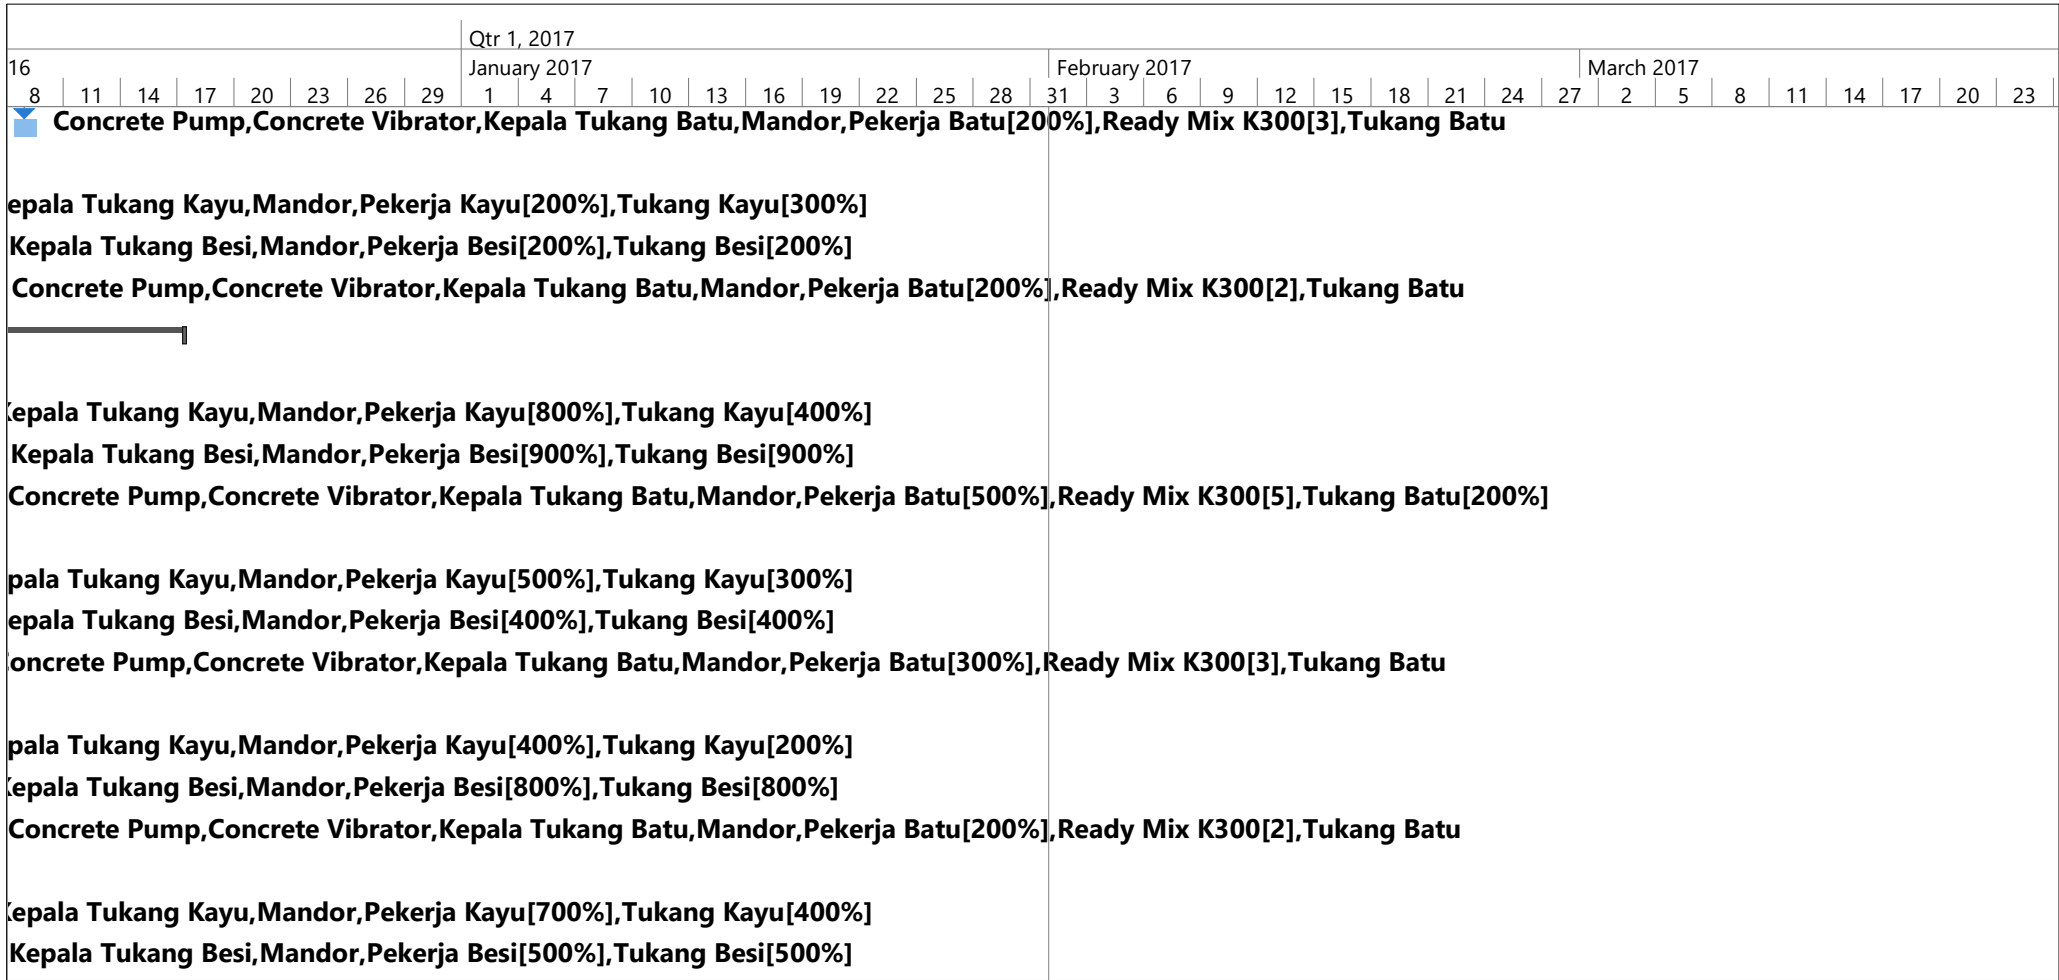 Qtr 1, 2017
16 January 2017 February 2017 March 2017
8 11 14 17 20 23 26 29 1 4 7 10 13 16 19 22 25 28 31 3 6 9 12 15 18 21 24 27 2 5 8 11 14 17 20 23
Concrete Pump,Concrete Vibrator,Kepala Tukang Batu,Mandor,Pekerja Batu[200%],Ready Mix K300[3],Tukang Batu
epala Tukang Kayu,Mandor,Pekerja Kayu[200%],Tukang Kayu[300%]
Kepala Tukang Besi,Mandor,Pekerja Besi[200%],Tukang Besi[200%]
Concrete Pump,Concrete Vibrator,Kepala Tukang Batu,Mandor,Pekerja Batu[200%],Ready Mix K300[2],Tukang Batu
Kepala Tukang Kayu,Mandor,Pekerja Kayu[800%],Tukang Kayu[400%]
Kepala Tukang Besi,Mandor,Pekerja Besi[900%],Tukang Besi[900%]
Concrete Pump,Concrete Vibrator,Kepala Tukang Batu,Mandor,Pekerja Batu[500%],Ready Mix K300[5],Tukang Batu[200%]
pala Tukang Kayu,Mandor,Pekerja Kayu[500%],Tukang Kayu[300%]
epala Tukang Besi,Mandor,Pekerja Besi[400%],Tukang Besi[400%]
Concrete Pump,Concrete Vibrator,Kepala Tukang Batu,Mandor,Pekerja Batu[300%],Ready Mix K300[3],Tukang Batu
pala Tukang Kayu,Mandor,Pekerja Kayu[400%],Tukang Kayu[200%]
Kepala Tukang Besi,Mandor,Pekerja Besi[800%],Tukang Besi[800%]
Concrete Pump,Concrete Vibrator,Kepala Tukang Batu,Mandor,Pekerja Batu[200%],Ready Mix K300[2],Tukang Batu
Kepala Tukang Kayu,Mandor,Pekerja Kayu[700%],Tukang Kayu[400%]
Kepala Tukang Besi,Mandor,Pekerja Besi[500%],Tukang Besi[500%]